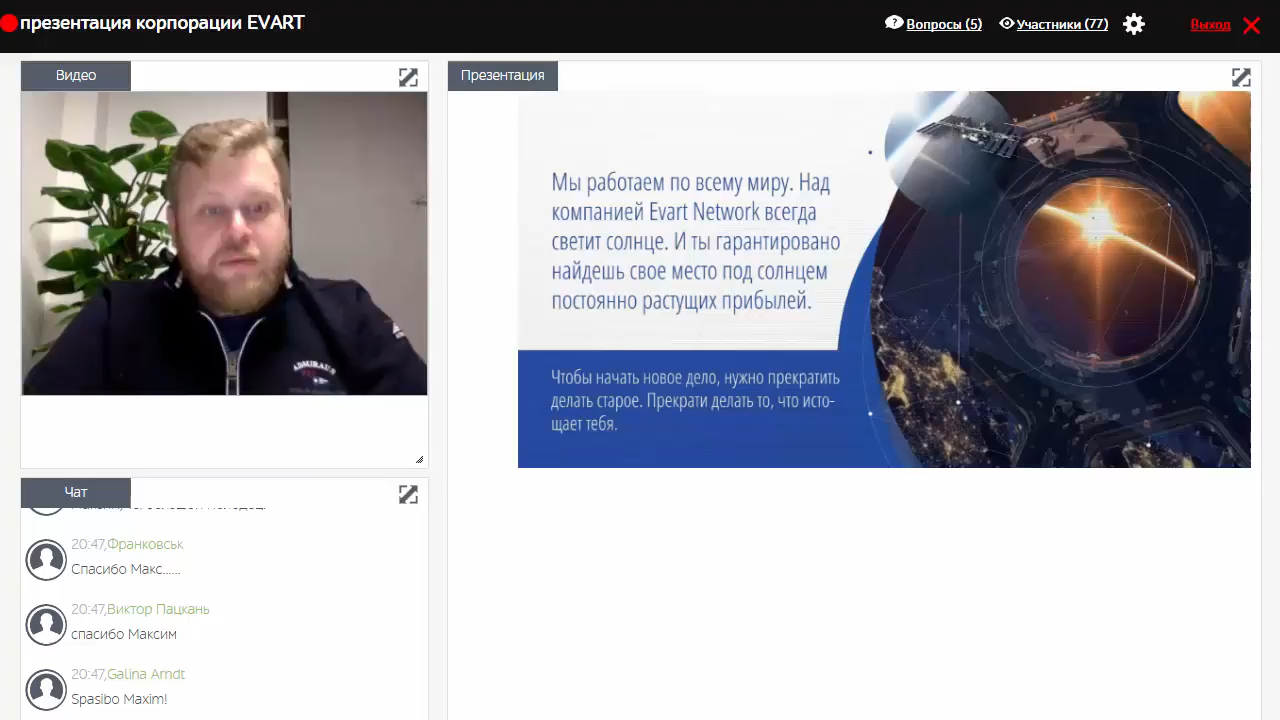 презентация корпорации EVART
Вопросы (5)
Участники (77)
Выход
Видео
Презентация
ADMIRALS
Мы работаем по всему миру. Над
компанией Evart Network всегда
светит солнце. И ты гарантировано
найдешь свое место под солнцем
постоянно растущих прибылей.
Чтобы начать новое дело, нужно прекратить
делать старое. Прекрати делать то, что исто-
щает тебя.
Чат
20:47,Франковськ
Спасибо Макс......
20:47,Виктор Пацкань
спасибо Максим
20:47,Galina Arndt
Spasibo Maxim!